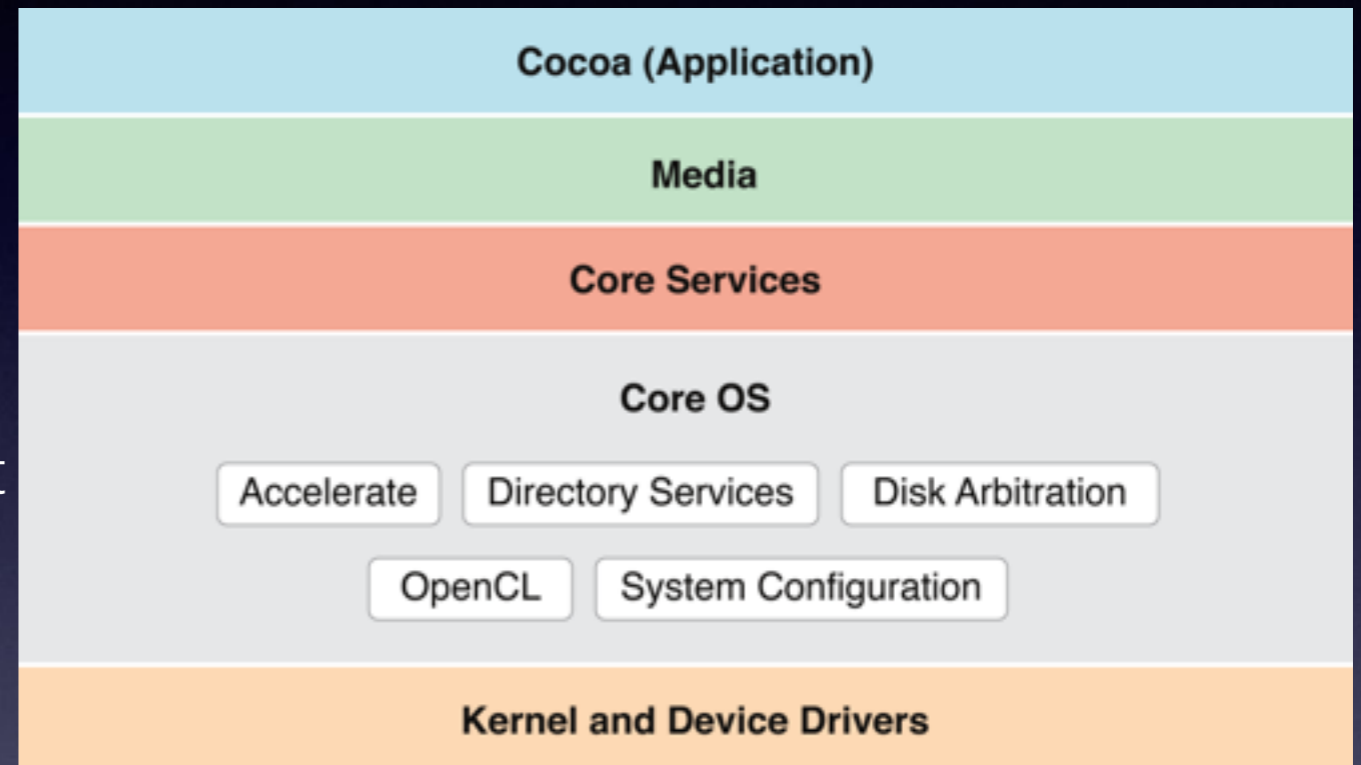 Cocoa (Application)
Media
Core Services
Core OS
Accelerate Directory Services Disk Arbitration
OpenCL System Configuration
Kernel and Device Drivers